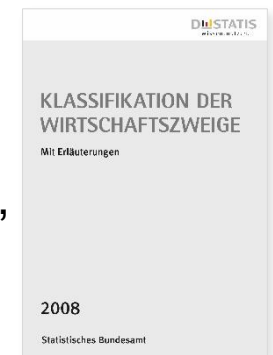 DESTATIS
KLASSIFIKATION DER
WIRTSCHAFTSZWEIGE
Mit Erläuterungen
,
2008
Statistisches Bundesamt